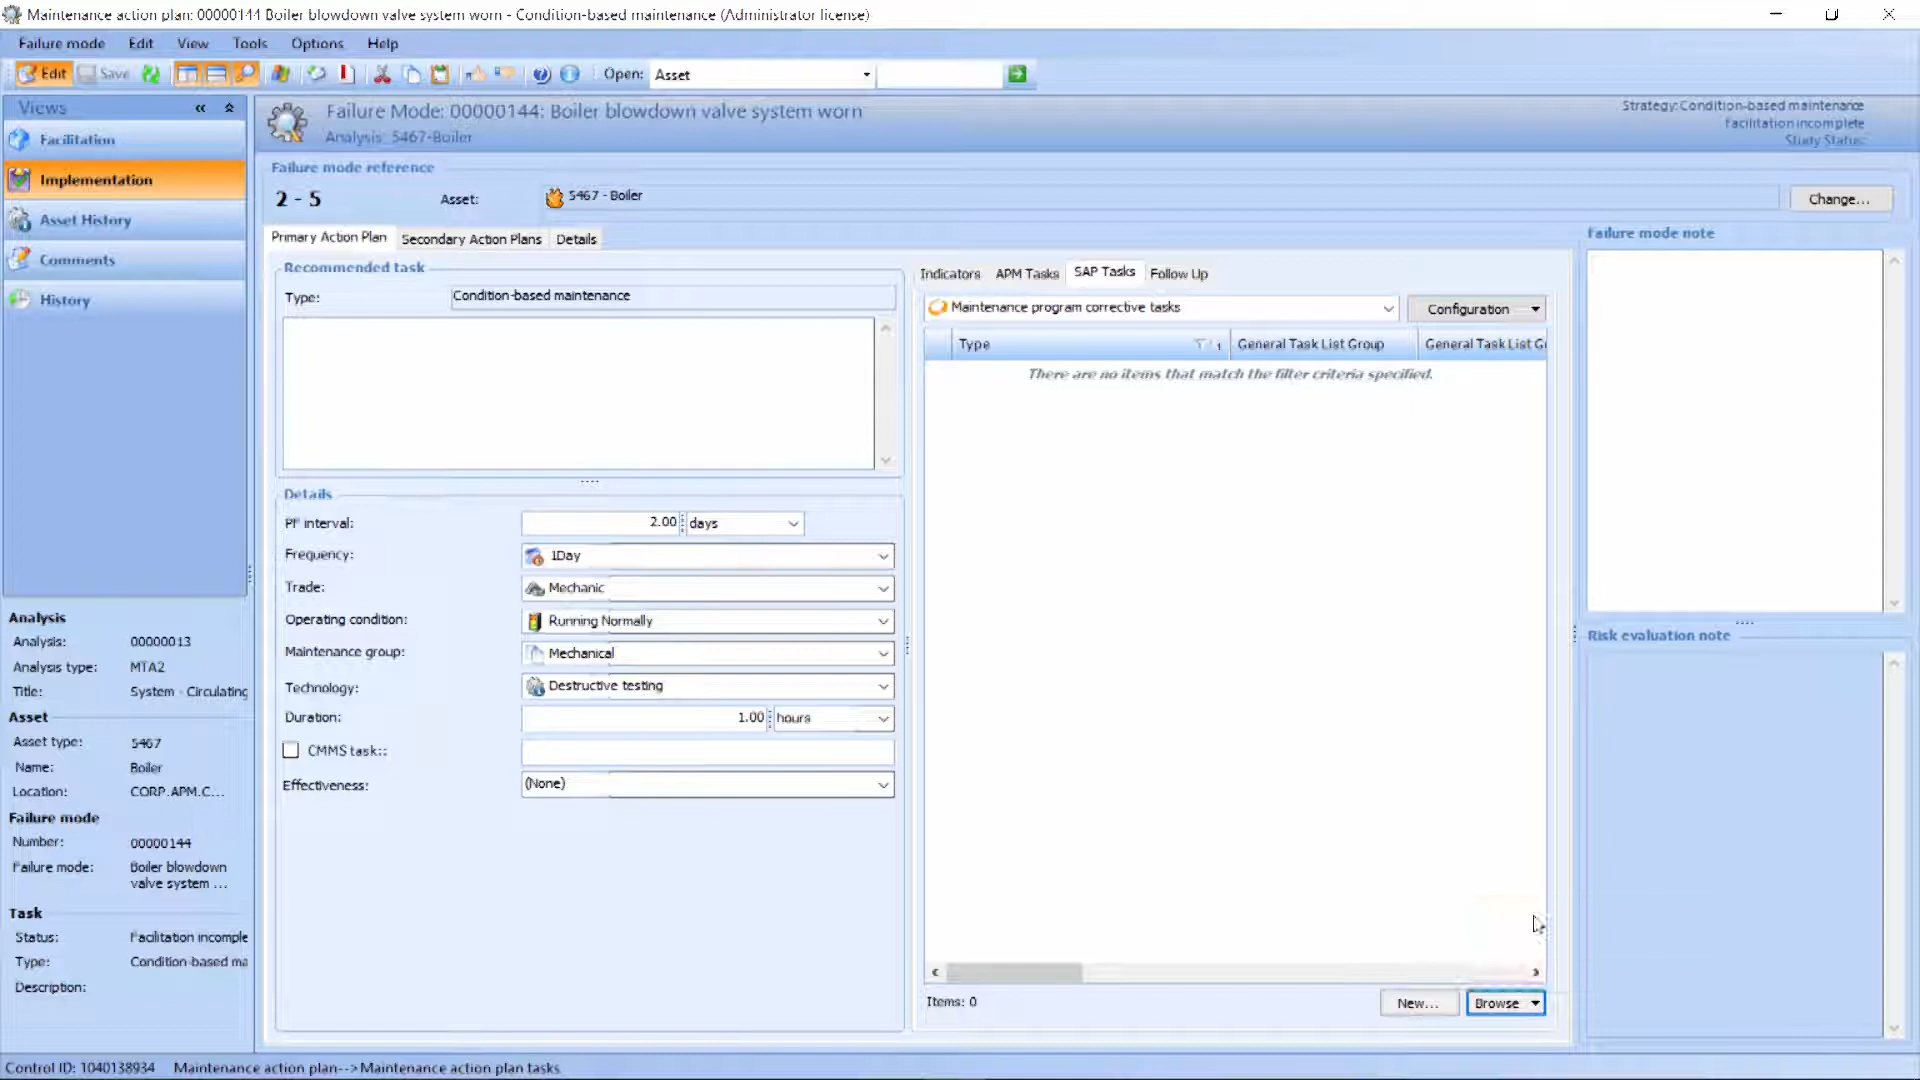 Maintenance action plan: 00000144 Boiler blowdown valve system worn - Condition-based maintenance (Administrator license)
Failure mode Edit View Tools Options Help
Edit Save Open: Asset
Views
Facilitation
Implementation
Asset History
Comments
History
Failure Mode: 00000144: Boiler blowdown valve system worn
Analysis: 5467-Boiler
Strategy:Condition-based maintenance
Facilitation incomplete
Study Status:
Failure mode reference
2 - 5 Asset: 5467 - Boiler Change...
Primary Action Plan Secondary Action Plans Details
Recommended task
Type: Condition-based maintenance
Details
PF interval: 2.00 days
Frequency: 1Day
Trade: Mechanic
Operating condition: Running Normally
Maintenance group: Mechanical
Technology: Destructive testing
Duration: 1.00 hours
CMMS task::
Effectiveness: (None)
Indicators APM Tasks SAP Tasks Follow Up
Maintenance program corrective tasks Configuration
Type 1 General Task List Group General Task List Gr
There are no items that match the filter criteria specified.
Items: 0 New... Browse
Failure mode note
Risk evaluation note
Analysis
Analysis: 00000013
Analysis type: MTA2
Title: System - Circulating
Asset
Asset type: 5467
Name: Boiler
Location: CORP.APM.C...
Failure mode
Number: 00000144
Failure mode: Boiler blowdown
valve system ...
Task
Status: Facilitation incomple
Type: Condition-based ma
Description:
Control ID: 1040138934 Maintenance action plan-->Maintenance action plan tasks